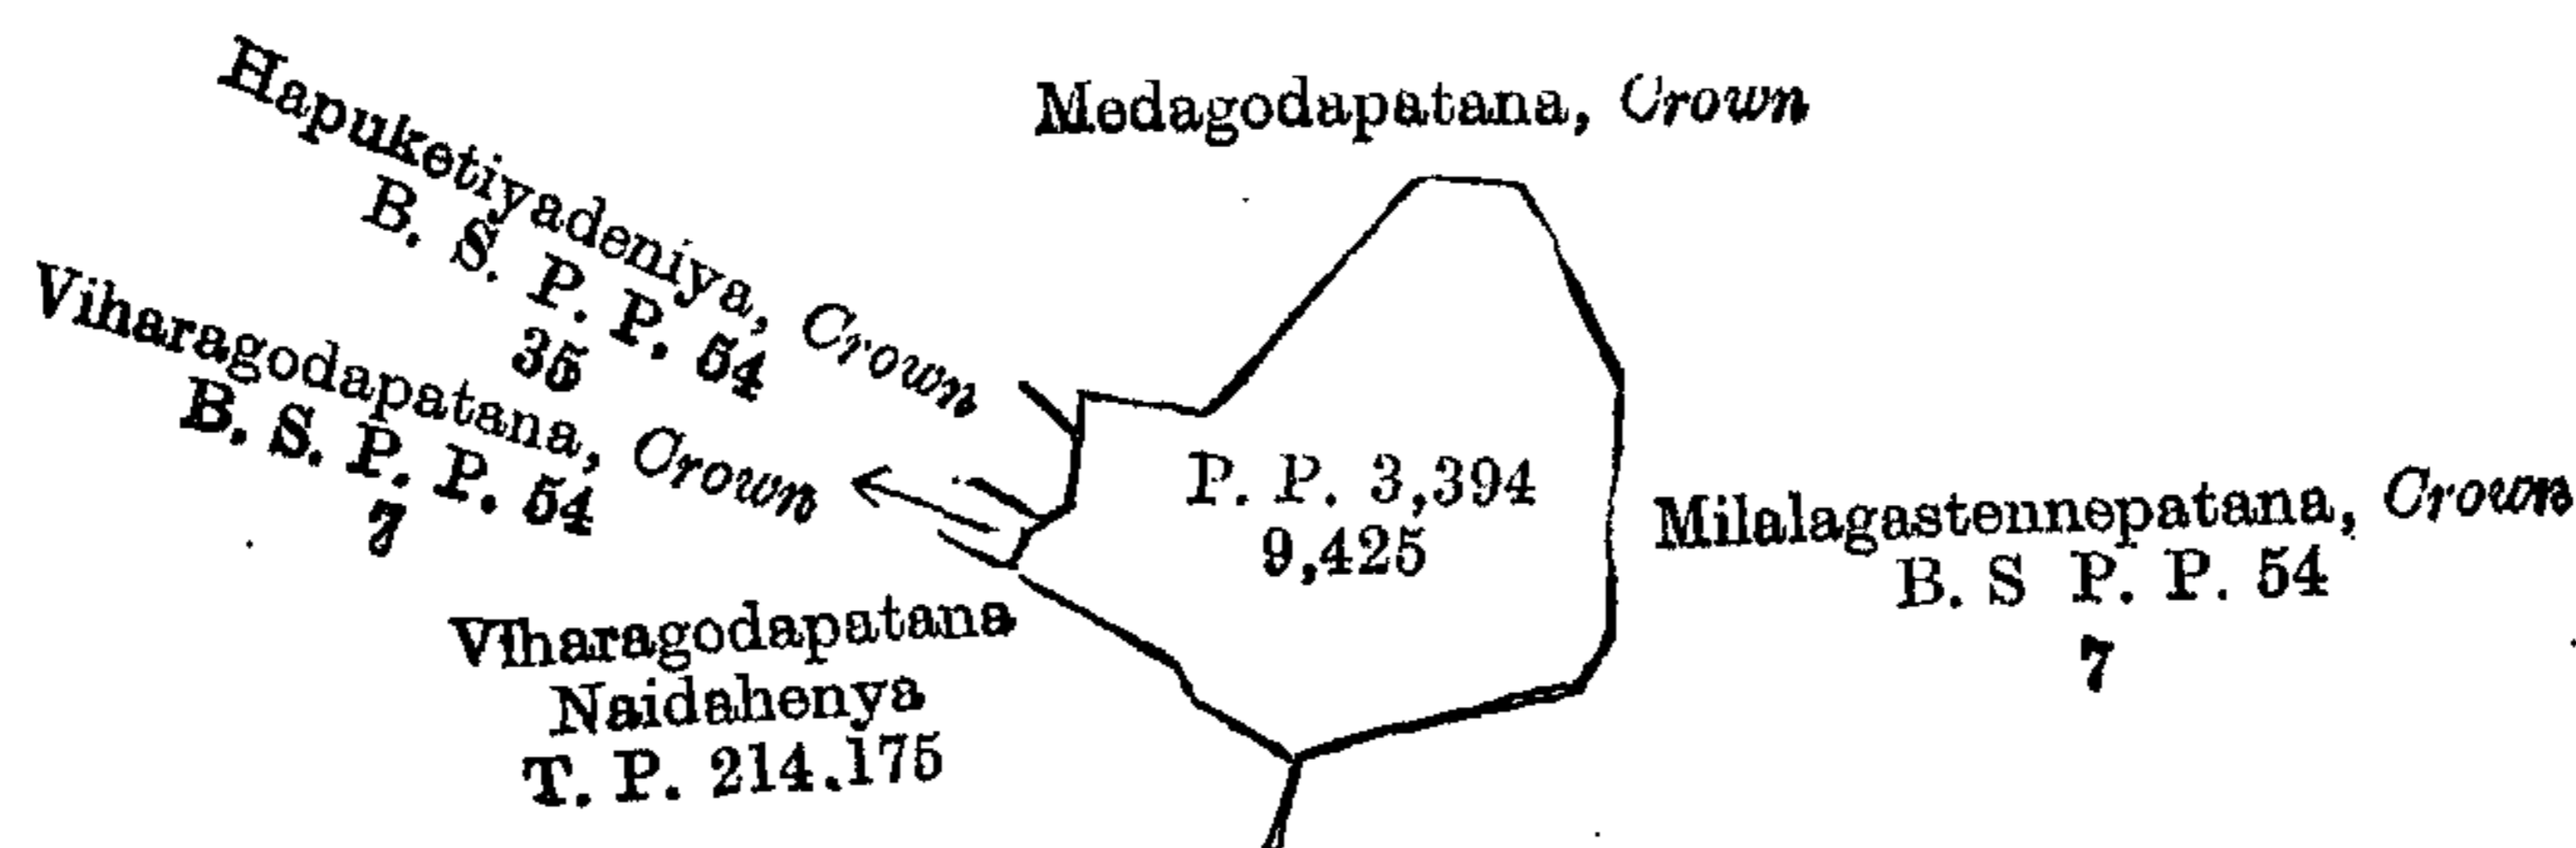 Medagodapatana, Crown
Hapuketiyadeniya, Crown
B. S. P. P. 54
35
Viharagodapatana, Crown
B. S. P. P. 54
7
P. P. 3,394
9,425
Milalagastennepatana, Crown
B. S P. P. 54
7
Viharagodapatana
Naidahenya
T. P. 214.175